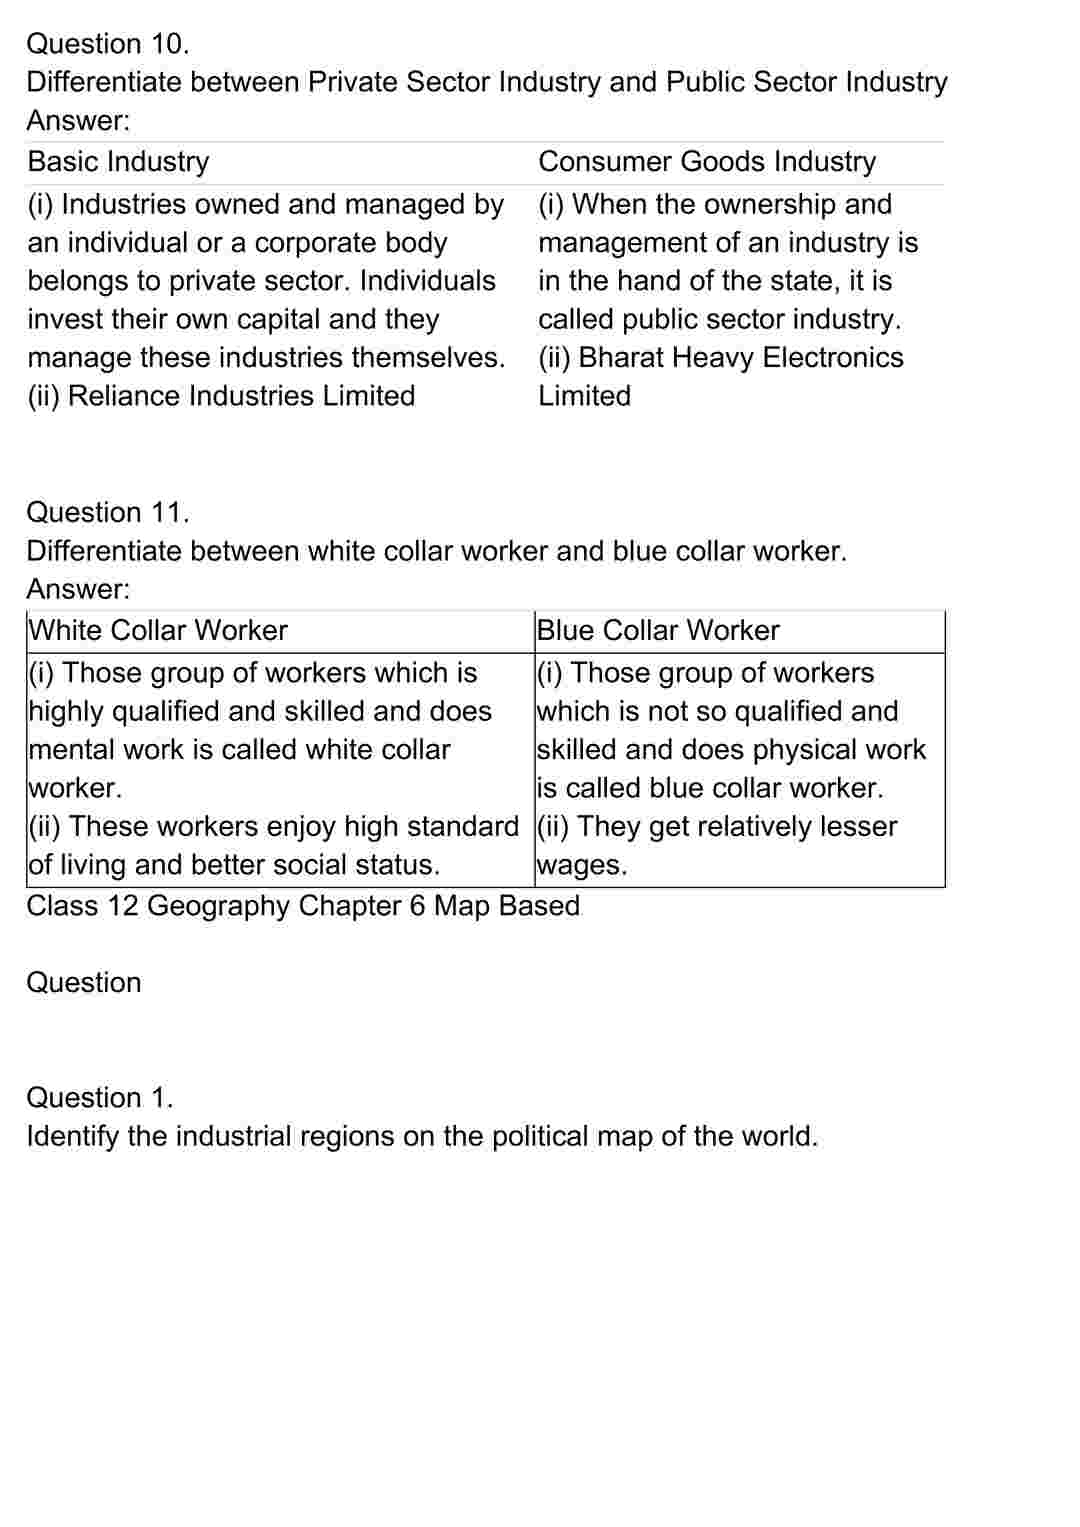 Question 10.
Differentiate between Private Sector Industry and Public Sector Industry
Answer:
Basic Industry
Consumer Goods Industry
(i) Industries owned and managed by
an individual or a corporate body
belongs to private sector. Individuals
invest their own capital and they
manage these industries themselves.
(ii) Reliance Industries Limited
(i) When the ownership and
management of an industry is
in the hand of the state, it is
called public sector industry.
(ii) Bharat Heavy Electronics
Limited
Question 11.
Differentiate between white collar worker and blue collar worker.
Answer:
White Collar Worker
Blue Collar Worker
(i) Those group of workers which is
highly qualified and skilled and does
mental work is called white collar
worker.
(ii) These workers enjoy high standard
of living and better social status.
(i) Those group of workers
which is not so qualified and
skilled and does physical work
is called blue collar worker.
(ii) They get relatively lesser
wages.
Class 12 Geography Chapter 6 Map Based
Question
Question 1.
Identify the industrial regions on the political map of the world.